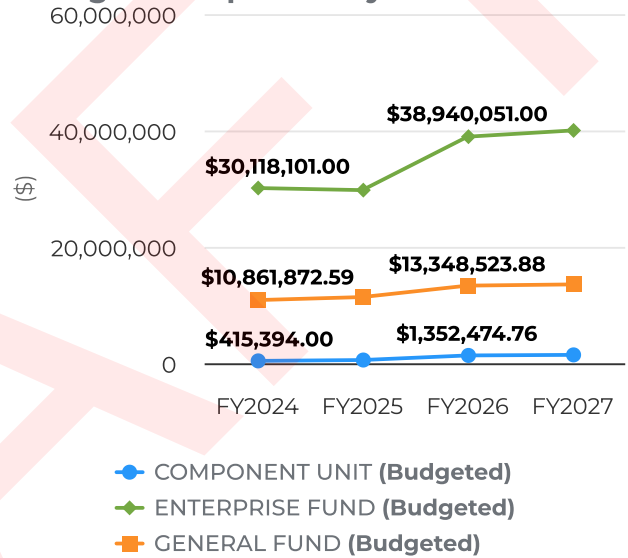 60,000,000
40,000,000
20,000,000
0
($)
$38,940,051.00
$30,118,101.00
$13,348,523.88
$10,861,872.59
$1,352,474.76
$415,394.00
FY2024 FY2025 FY2026 FY2027
COMPONENT UNIT (Budgeted)
ENTERPRISE FUND (Budgeted)
GENERAL FUND (Budgeted)